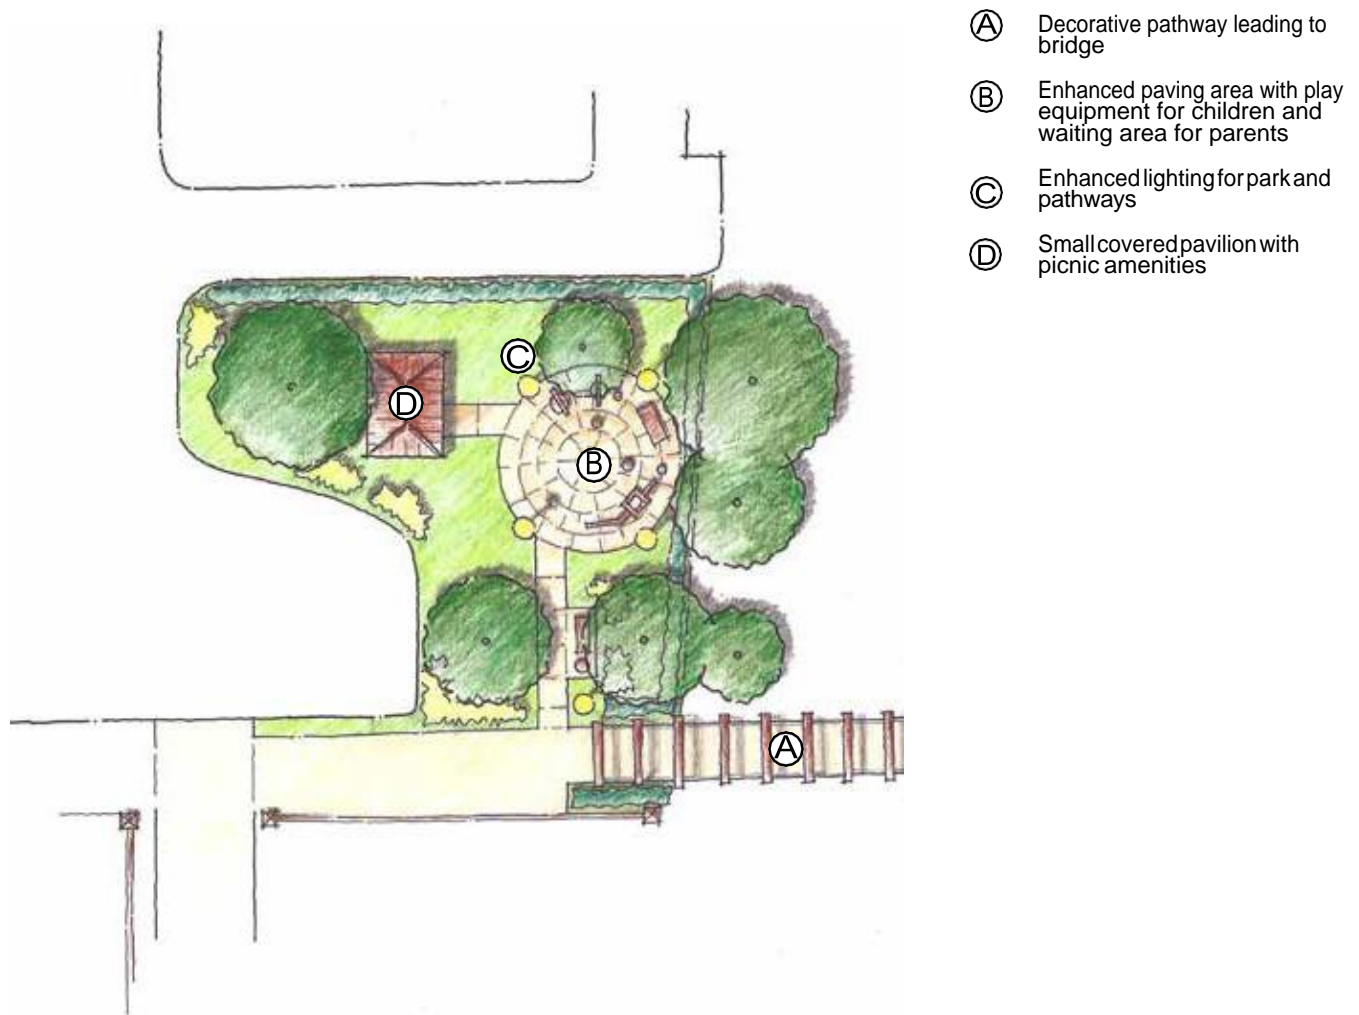 A Decorative pathway leading to
bridge
B Enhanced paving area with play
equipment for children and
waiting area for parents
C Enhanced lighting for park and
pathways
D Small covered pavilion with
picnic amenities
C
D
B
A